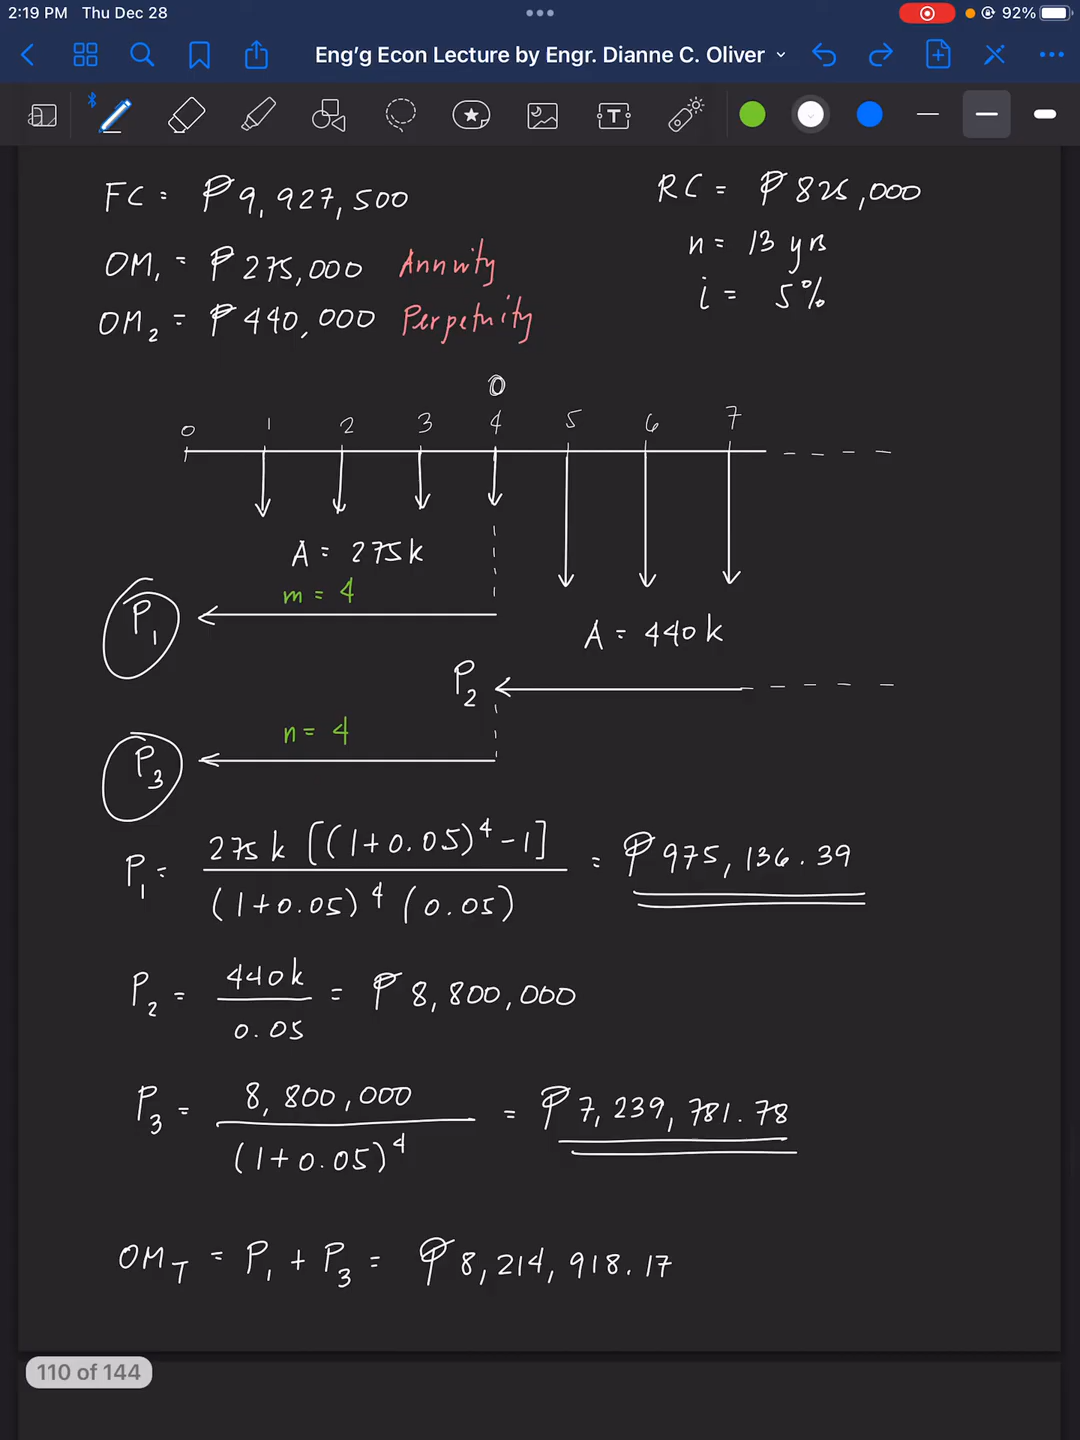 2:19 PM Thu Dec 28 92%
Eng'g Econ Lecture by Engr. Dianne C. Oliver
T
FC = ₱9,927,500
RC = ₱825,000
OM₁ = ₱275,000 Annuity
n = 13 yrs
OM₂ = ₱440,000 Perpetuity
i = 5%
0
0 1 2 3 4 5 6 7
A = 275k
m = 4
P₁
A = 440k
P₂
n = 4
P₃
P₁ = 275k [(1+0.05)⁴-1] / (1+0.05)⁴ (0.05) = ₱975,136.39
P₂ = 440k / 0.05 = ₱8,800,000
P₃ = 8,800,000 / (1+0.05)⁴ = ₱7,239,781.78
OM_T = P₁ + P₃ = ₱8,214,918.17
110 of 144